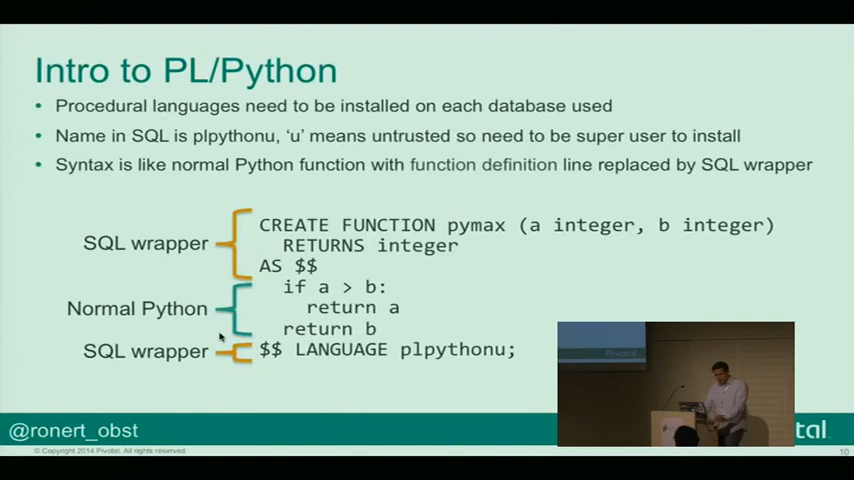 Intro to PL/Python
• Procedural languages need to be installed on each database used
• Name in SQL is plpythonu, ‘u’ means untrusted so need to be super user to install
• Syntax is like normal Python function with function definition line replaced by SQL wrapper
SQL wrapper
CREATE FUNCTION pymax (a integer, b integer)
RETURNS integer
AS $$
Normal Python
if a > b:
return a
return b
SQL wrapper
$$ LANGUAGE plpythonu;
Pivotal
@ronert_obst
tal
© Copyright 2014 Pivotal. All rights reserved.
10